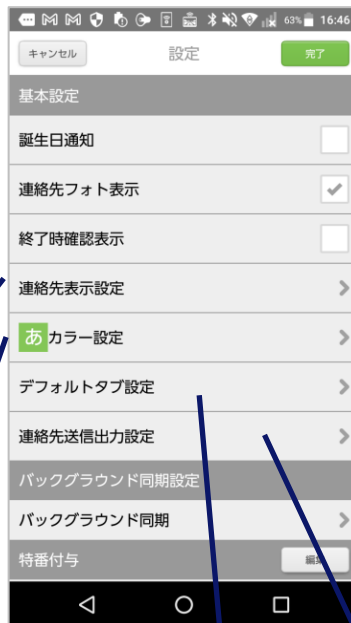 63% 16:46
キャンセル 設定 完了
基本設定
誕生日通知
連絡先フォト表示
終了時確認表示
連絡先表示設定
あ カラー設定
デフォルトタブ設定
連絡先送信出力設定
バックグラウンド同期設定
バックグラウンド同期
特番付与